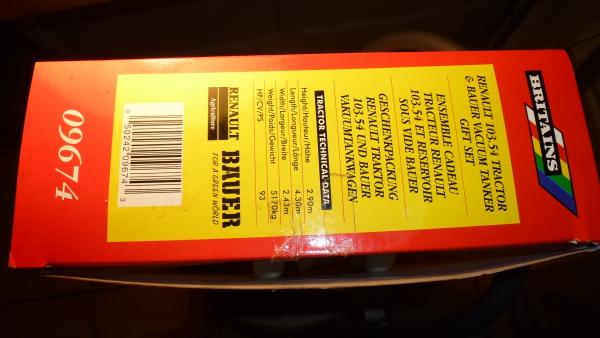 BRITAINS
RENAULT 103.54 TRACTOR
& BAUER VACUUM TANKER
GIFT SET
ENSEMBLE CADEAU
TRACTEUR RENAULT
103.54 ET RESERVOIR
SOUS VIDE BAUER
GESCHENKPACKUNG
RENAULT TRAKTOR
103.54 UND BAUER
VAKUUMTANKWAGEN
TRACTOR TECHNICAL DATA
Height/Hauteur/Höhe 2.90m
Length/Longueur/Länge 4.30m
Width/Largeur/Breite 2.43m
Weight/Poids/Gewicht 5170kg
HP/CV/PS 93
RENAULT
Agriculture
BAUER
FOR A GREEN WORLD
0 50242 09674 3
09674